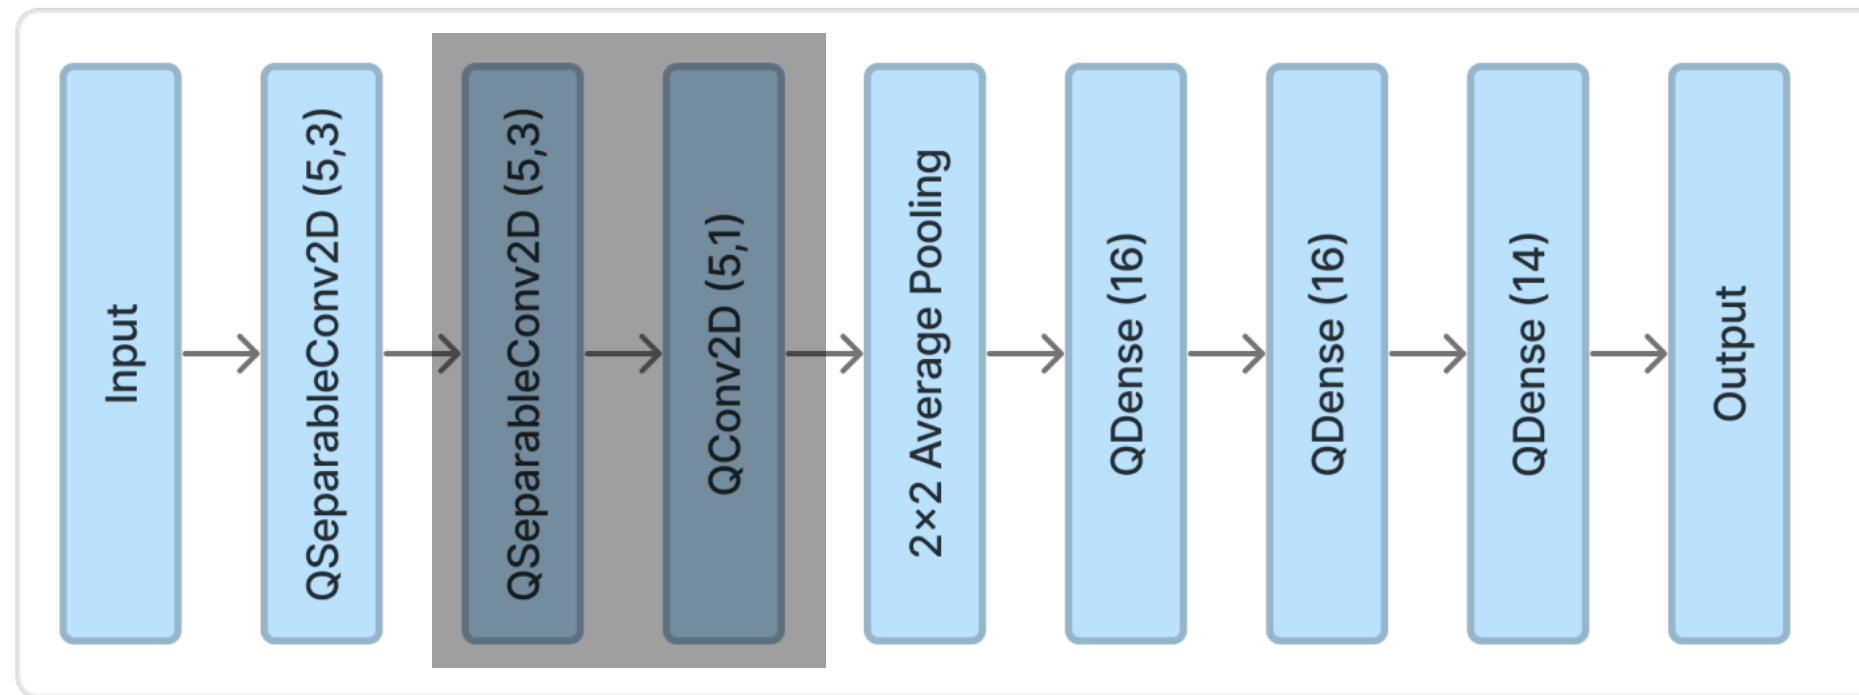 Input
QSeparableConv2D (5,3)
QSeparableConv2D (5,3)
QConv2D (5,1)
2×2 Average Pooling
QDense (16)
QDense (16)
QDense (14)
Output